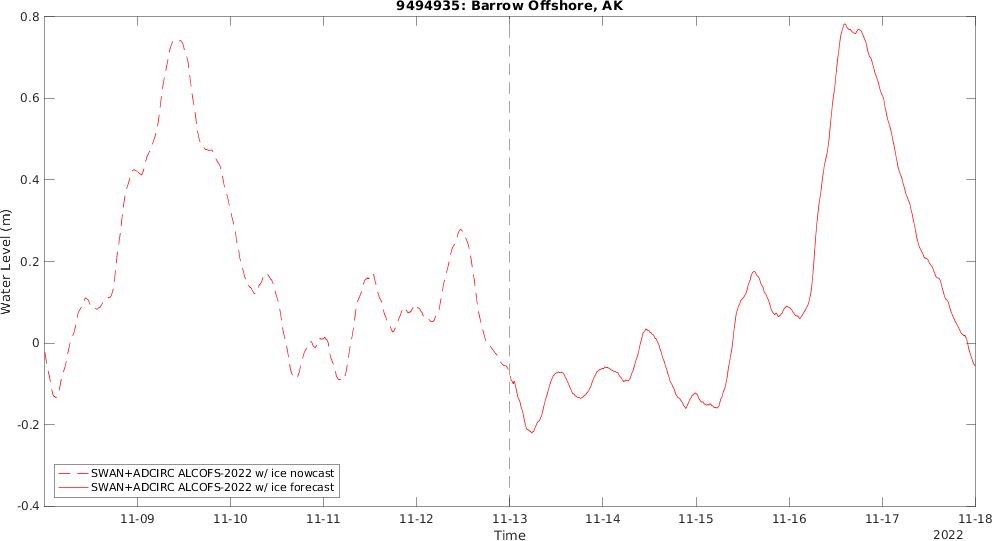 9494935: Barrow Offshore, AK
0.8
0.6
0.4
0.2
0
-0.2
-0.4
Water Level (m)
SWAN+ADCIRC ALCOFS-2022 w/ ice nowcast
SWAN+ADCIRC ALCOFS-2022 w/ ice forecast
11-09 11-10 11-11 11-12 11-13 11-14 11-15 11-16 11-17 11-18
Time
2022